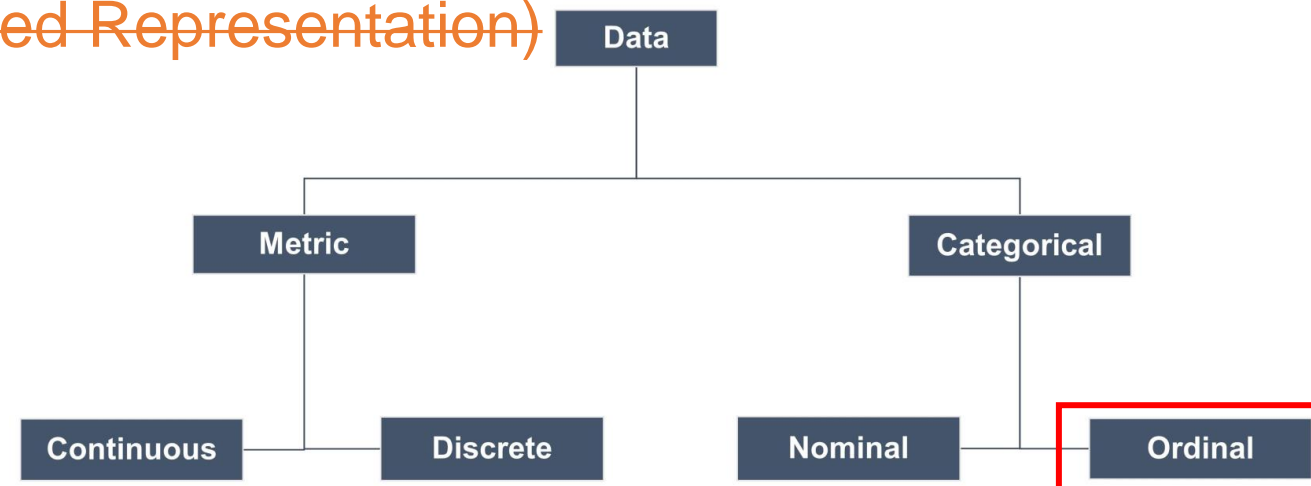 ed Representation)
Data
Metric
Categorical
Continuous
Discrete
Nominal
Ordinal